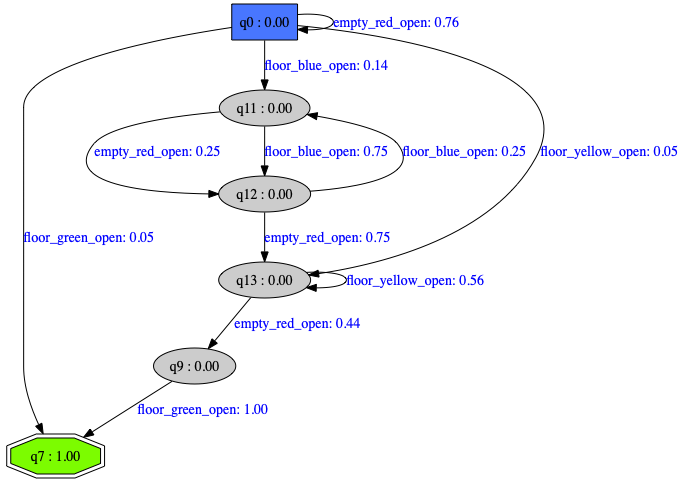 q0 : 0.00
empty_red_open: 0.76
floor_blue_open: 0.14
q11 : 0.00
empty_red_open: 0.25
floor_blue_open: 0.75
floor_blue_open: 0.25
floor_yellow_open: 0.05
q12 : 0.00
floor_green_open: 0.05
empty_red_open: 0.75
q13 : 0.00
floor_yellow_open: 0.56
empty_red_open: 0.44
q9 : 0.00
floor_green_open: 1.00
q7 : 1.00